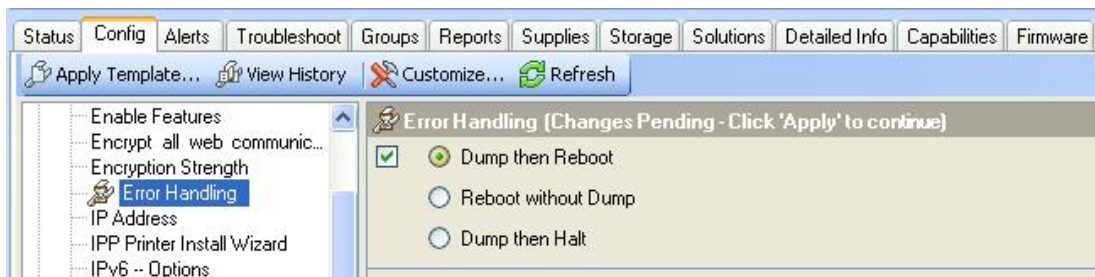 Status Config Alerts Troubleshoot Groups Reports Supplies Storage Solutions Detailed Info Capabilities Firmware
Apply Template... View History Customize... Refresh
Enable Features
Encrypt all web communic...
Encryption Strength
Error Handling
IP Address
IPP Printer Install Wizard
IPv6 -- Options
Error Handling (Changes Pending - Click 'Apply' to continue)
Dump then Reboot
Reboot without Dump
Dump then Halt